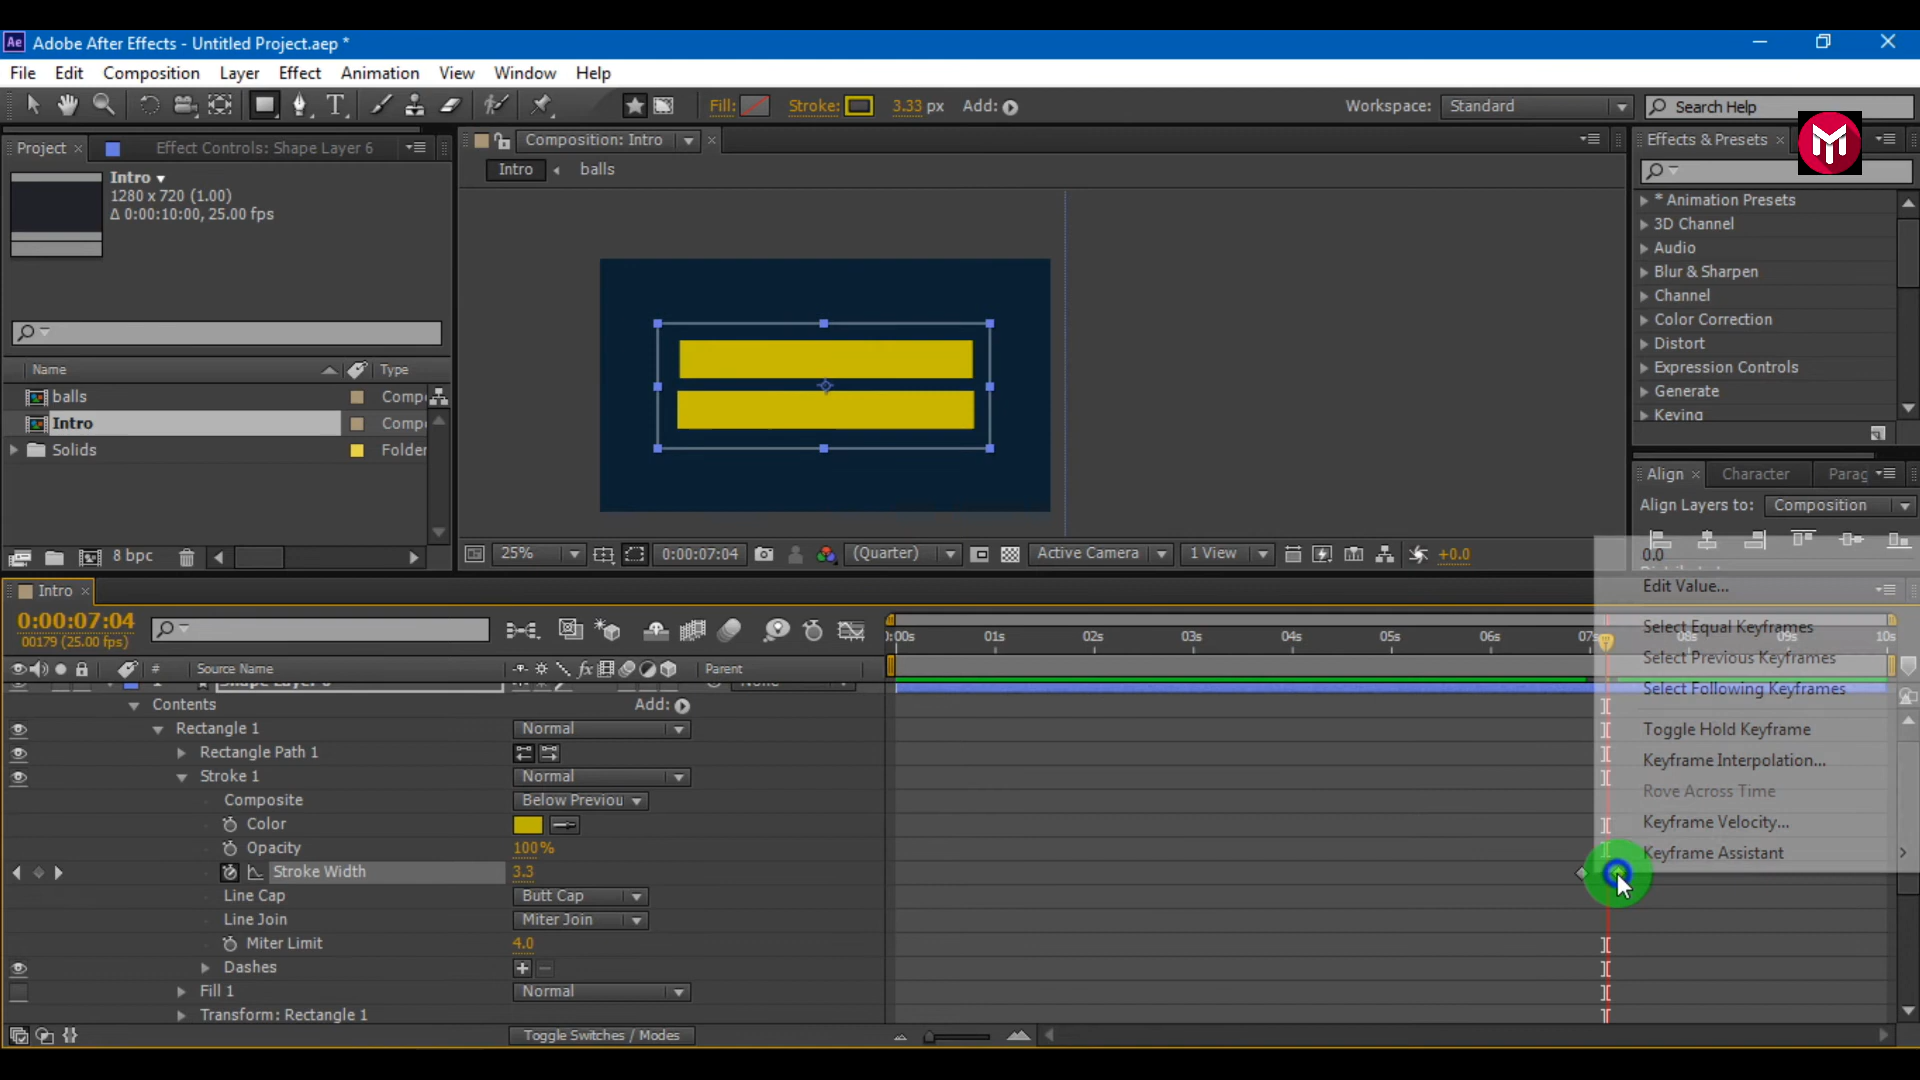 Ae Adobe After Effects - Untitled Project.aep *
File Edit Composition Layer Effect Animation View Window Help
Fill: Stroke: 3.33 px Add: Workspace: Standard Search Help
Project Effect Controls: Shape Layer 6 Composition: Intro Effects & Presets
Intro
1280 x 720 (1.00)
Δ 0:00:10:00, 25.00 fps
Intro balls
* Animation Presets
3D Channel
Audio
Blur & Sharpen
Channel
Color Correction
Distort
Expression Controls
Generate
Keying
Name Type
balls Comp
Intro Comp
Solids Folder
8 bpc
Align Character Parag
Align Layers to: Composition
25% 0:00:07:04 (Quarter) Active Camera 1 View +0.0
0.0
Edit Value...
Select Equal Keyframes
Select Previous Keyframes
Select Following Keyframes
Toggle Hold Keyframe
Keyframe Interpolation...
Rove Across Time
Keyframe Velocity...
Keyframe Assistant
Intro
0:00:07:04
00179 (25.00 fps)
0:00s 01s 02s 03s 04s 05s 06s 07s 08s 09s 10s
# Source Name Parent
Shape Layer 6 None
Contents Add:
Rectangle 1 Normal
Rectangle Path 1
Stroke 1 Normal
Composite Below Previou
Color
Opacity 100%
Stroke Width 3.3
Line Cap Butt Cap
Line Join Miter Join
Miter Limit 4.0
Dashes
Fill 1 Normal
Transform: Rectangle 1
Toggle Switches / Modes